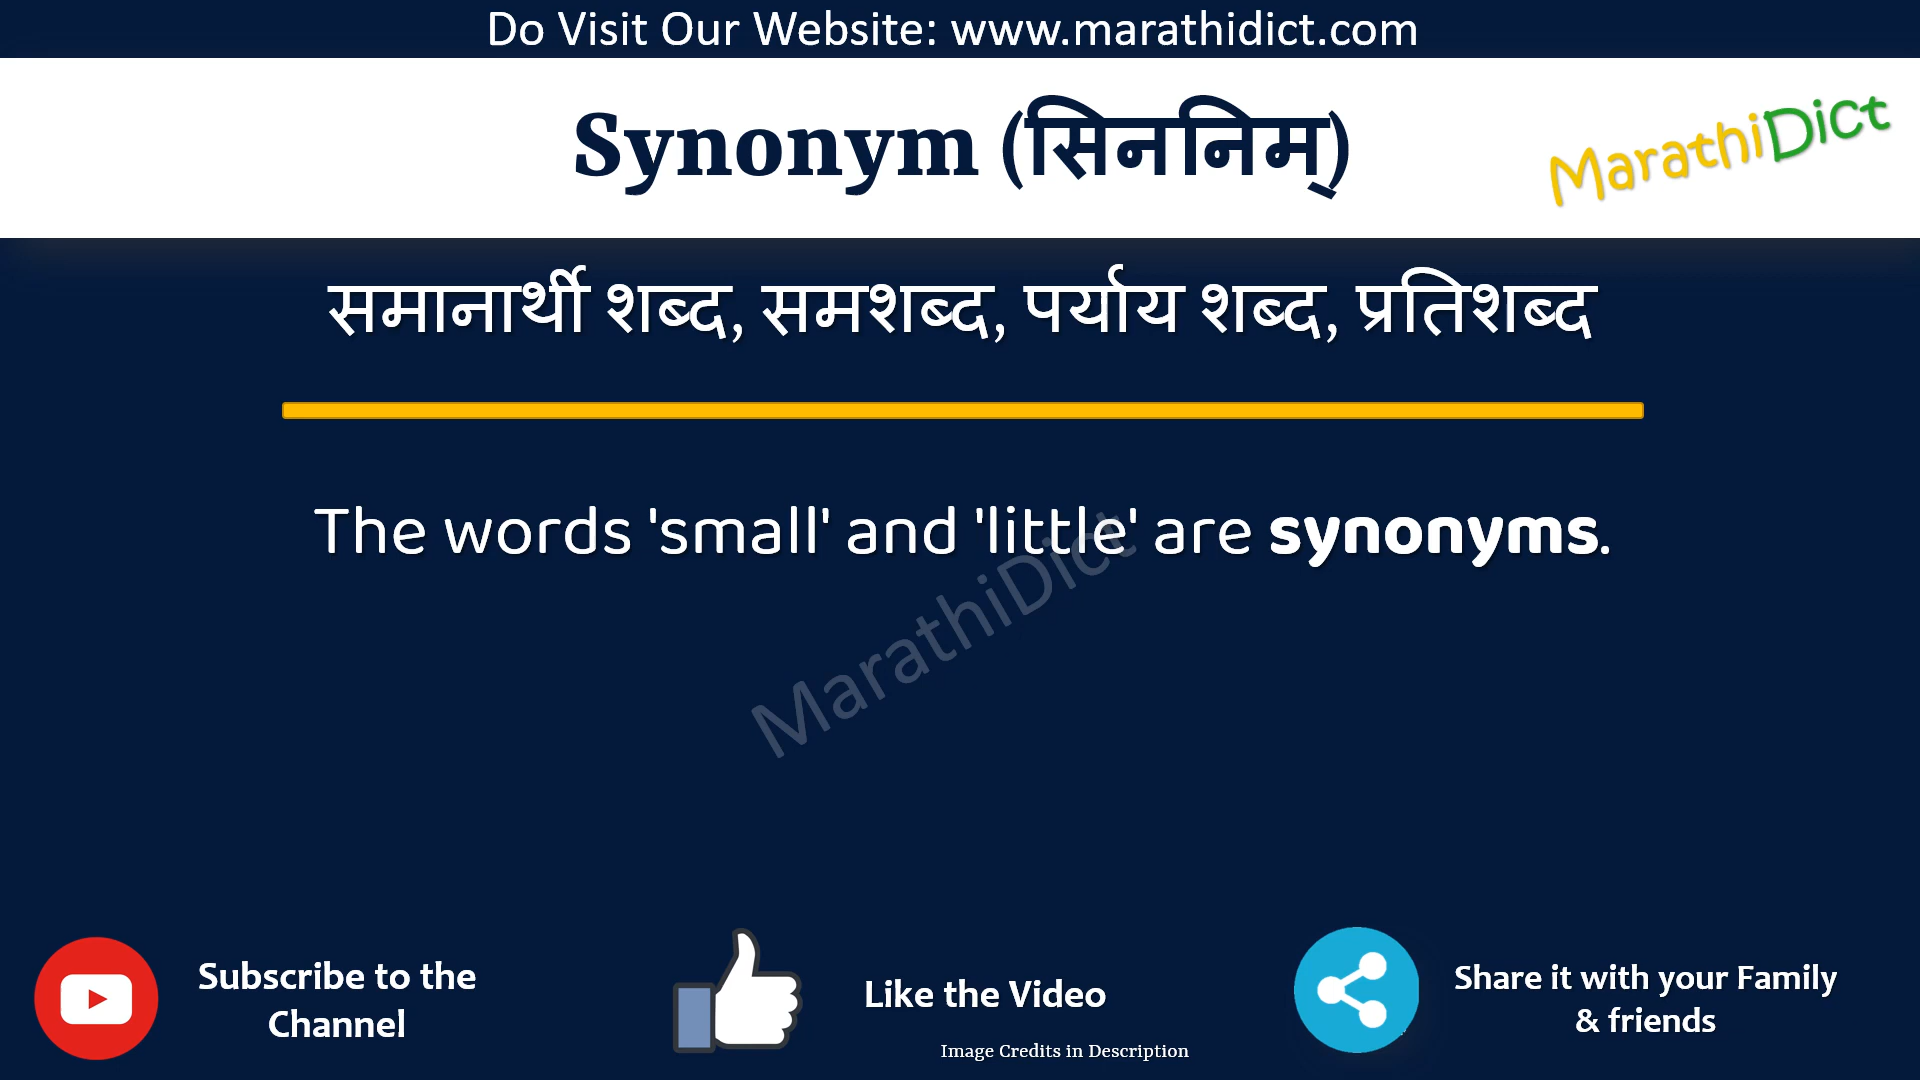 Do Visit Our Website: www.marathidict.com
Synonym (सिननिम्)
MarathiDict
समानार्थी शब्द, समशब्द, पर्याय शब्द, प्रतिशब्द
The words 'small' and 'little' are synonyms.
MarathiDict
Subscribe to the
Channel
Like the Video
Share it with your Family
& friends
Image Credits in Description